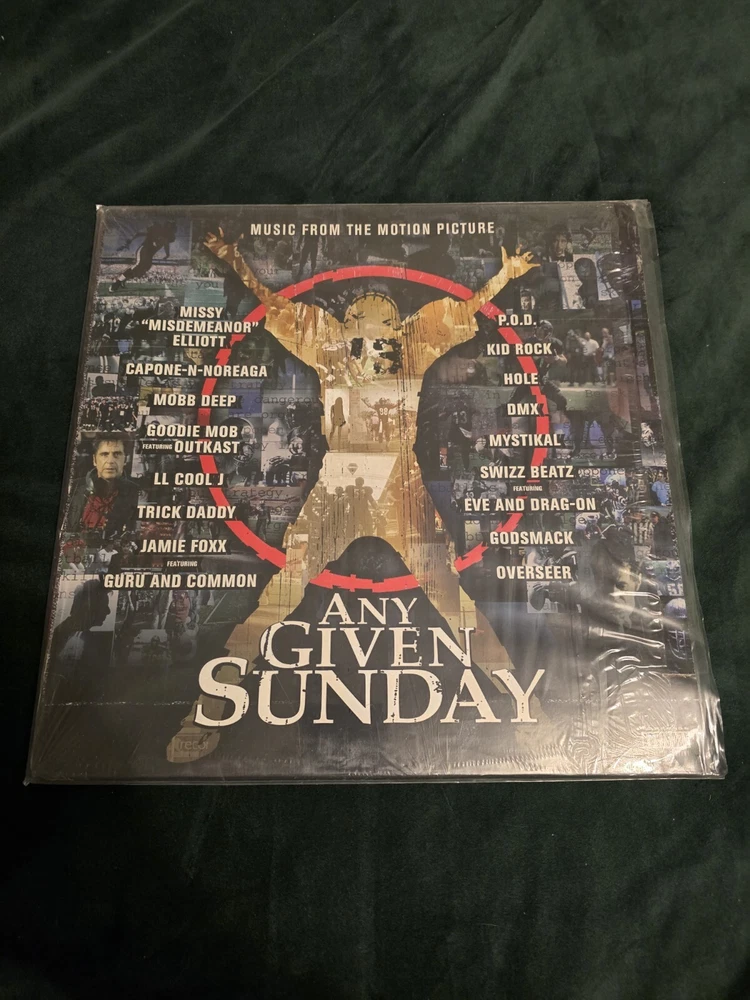 MUSIC FROM THE MOTION PICTURE
MISSY
"MISDEMEANOR"
ELLIOTT
CAPONE-N-NOREAGA
MOBB DEEP
GOODIE MOB
FEATURING OUTKAST
LL COOL J
TRICK DADDY
JAMIE FOXX
FEATURING
GURU AND COMMON
P.O.D.
KID ROCK
HOLE
DMX
MYSTIKAL
SWIZZ BEATZ
FEATURING
EVE AND DRAG-ON
GODSMACK
OVERSEER
13
ANY
GIVEN
SUNDAY